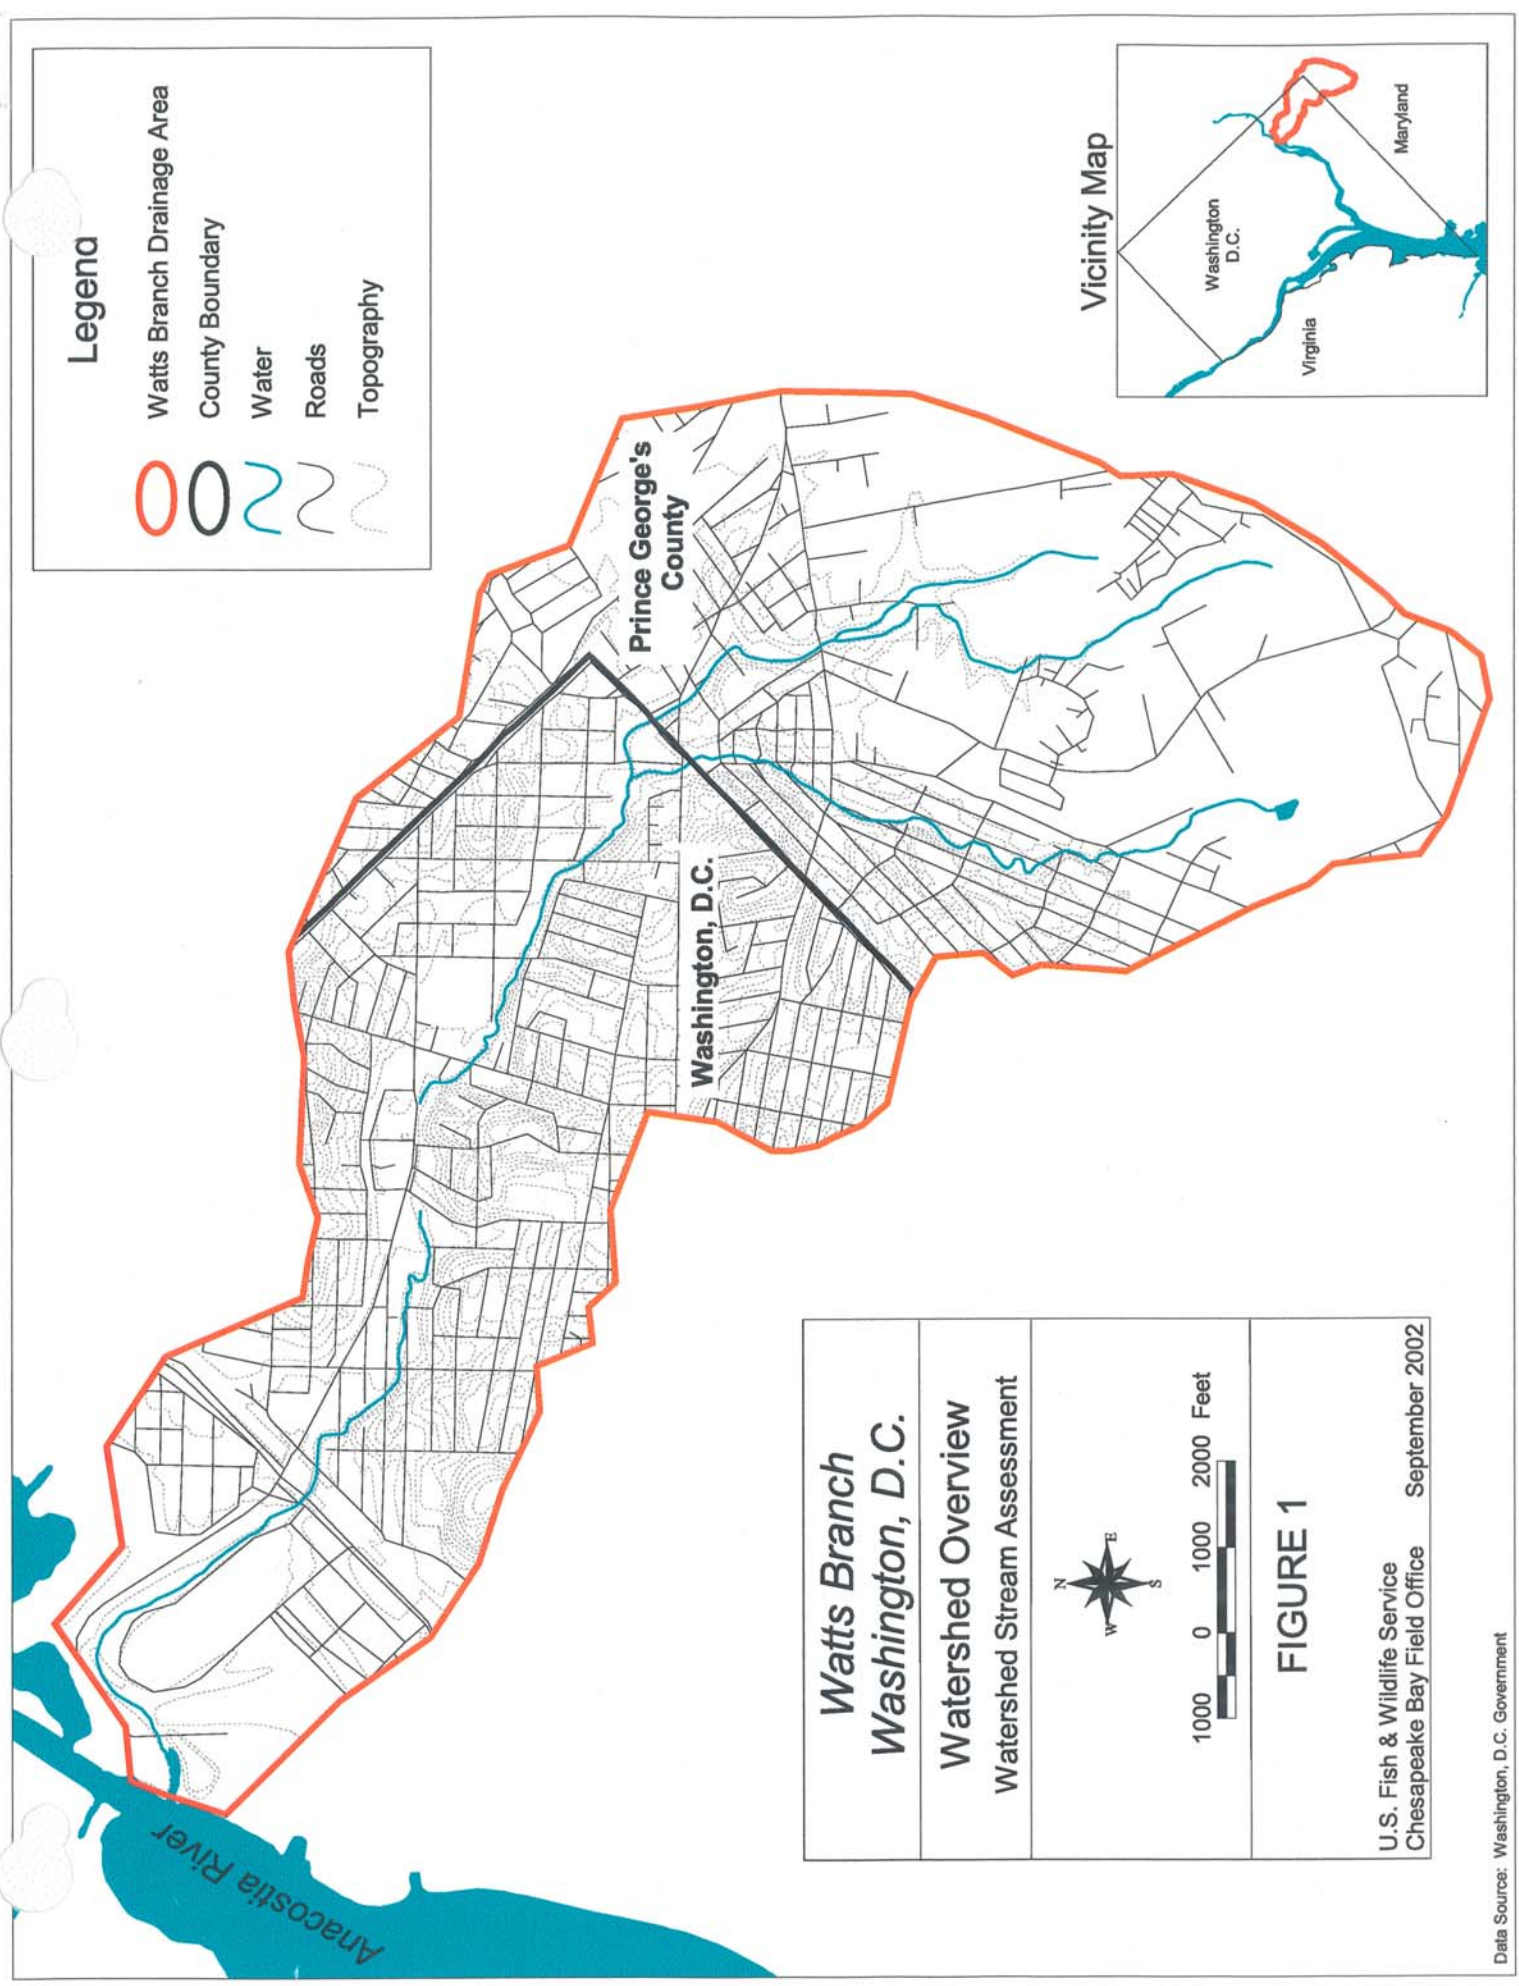 Legend
Watts Branch Drainage Area
County Boundary
Water
Roads
Topography
Prince George's
County
Washington, D.C.
Anacostia River
Vicinity Map
Washington
D.C.
Maryland
Virginia
Watts Branch
Washington, D.C.
Watershed Overview
Watershed Stream Assessment
N
W E
S
1000 0 1000 2000 Feet
FIGURE 1
U.S. Fish & Wildlife Service
Chesapeake Bay Field Office September 2002
Data Source: Washington, D.C. Government